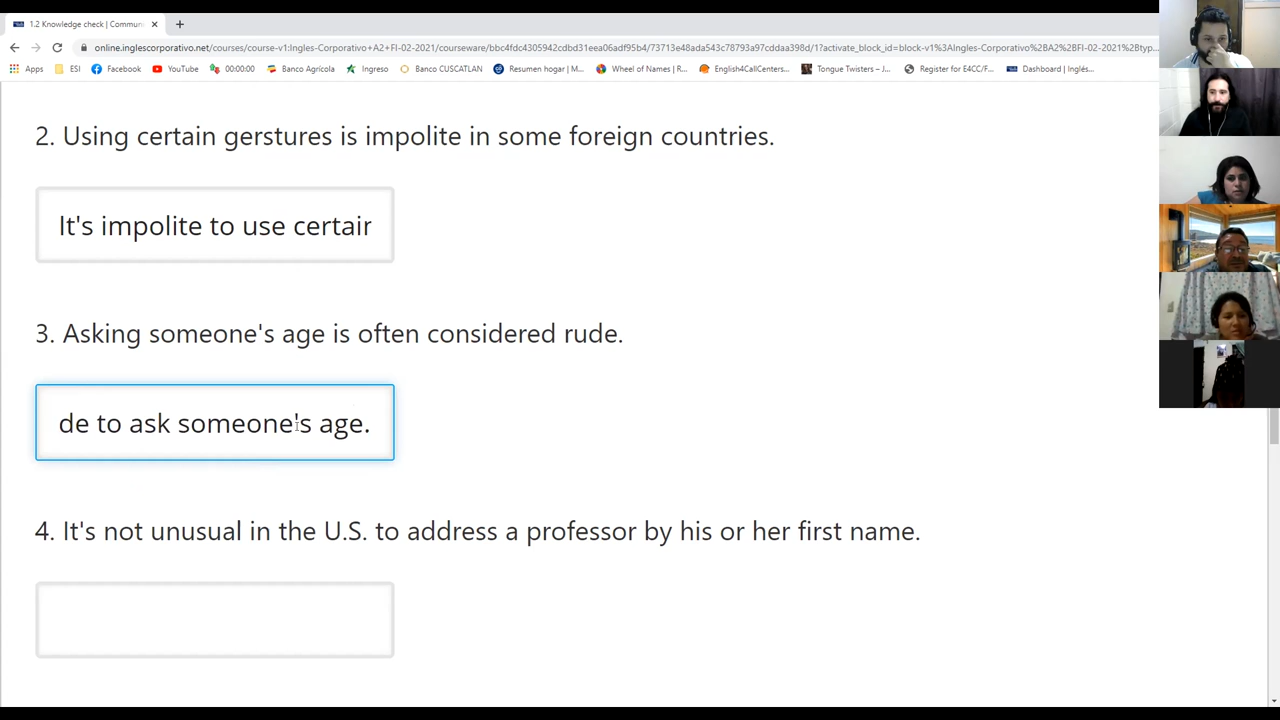 1.2 Knowledge check | Commun
online.inglescorporativo.net/courses/course-v1:Ingles-Corporativo+A2+FI-02-2021/courseware/bbc4fdc4305942cdbd31eea06adf95b4/73713e48ada543c78f93a97cddaa398d/1?activate_block_id=block-v1%3AIngles-Corporativo%2BA2%2BFI-02-2021%2Btyp...
Apps ESI Facebook YouTube 00:00:00 Banco Agrícola Ingreso Banco CUSCATLAN Resumen hogar | M... Wheel of Names | R... English4CallCenters... Tongue Twisters – J... Register for E4CC/F... Dashboard | Inglés...
2. Using certain gerstures is impolite in some foreign countries.
It's impolite to use certain
3. Asking someone's age is often considered rude.
de to ask someone's age.
4. It's not unusual in the U.S. to address a professor by his or her first name.